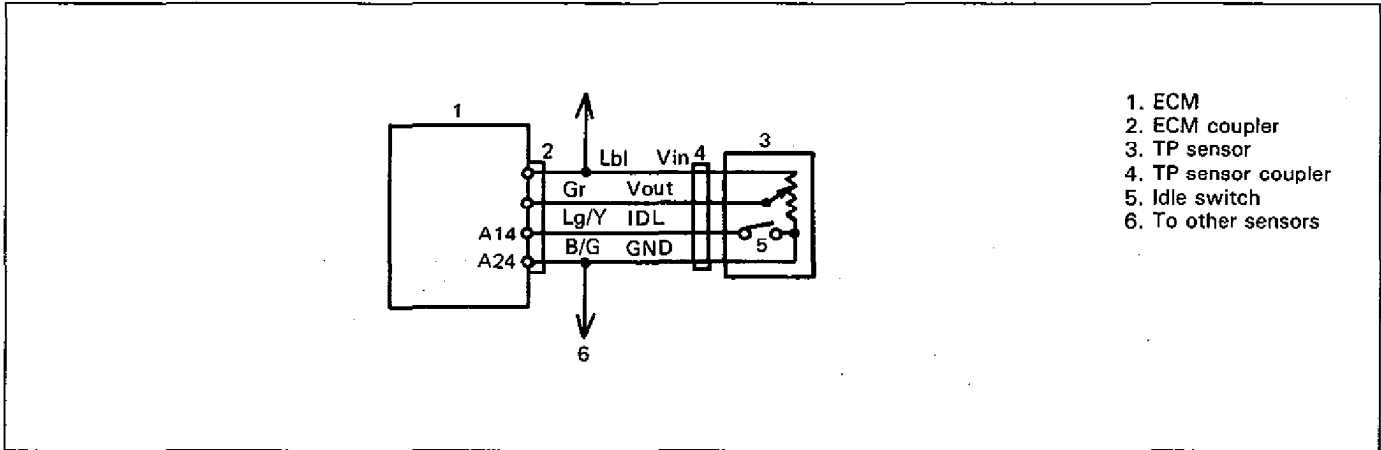 1
2
Lbl Vin 4
3
Gr Vout
Lg/Y IDL
A14
5
B/G GND
A24
6
1. ECM
2. ECM coupler
3. TP sensor
4. TP sensor coupler
5. Idle switch
6. To other sensors